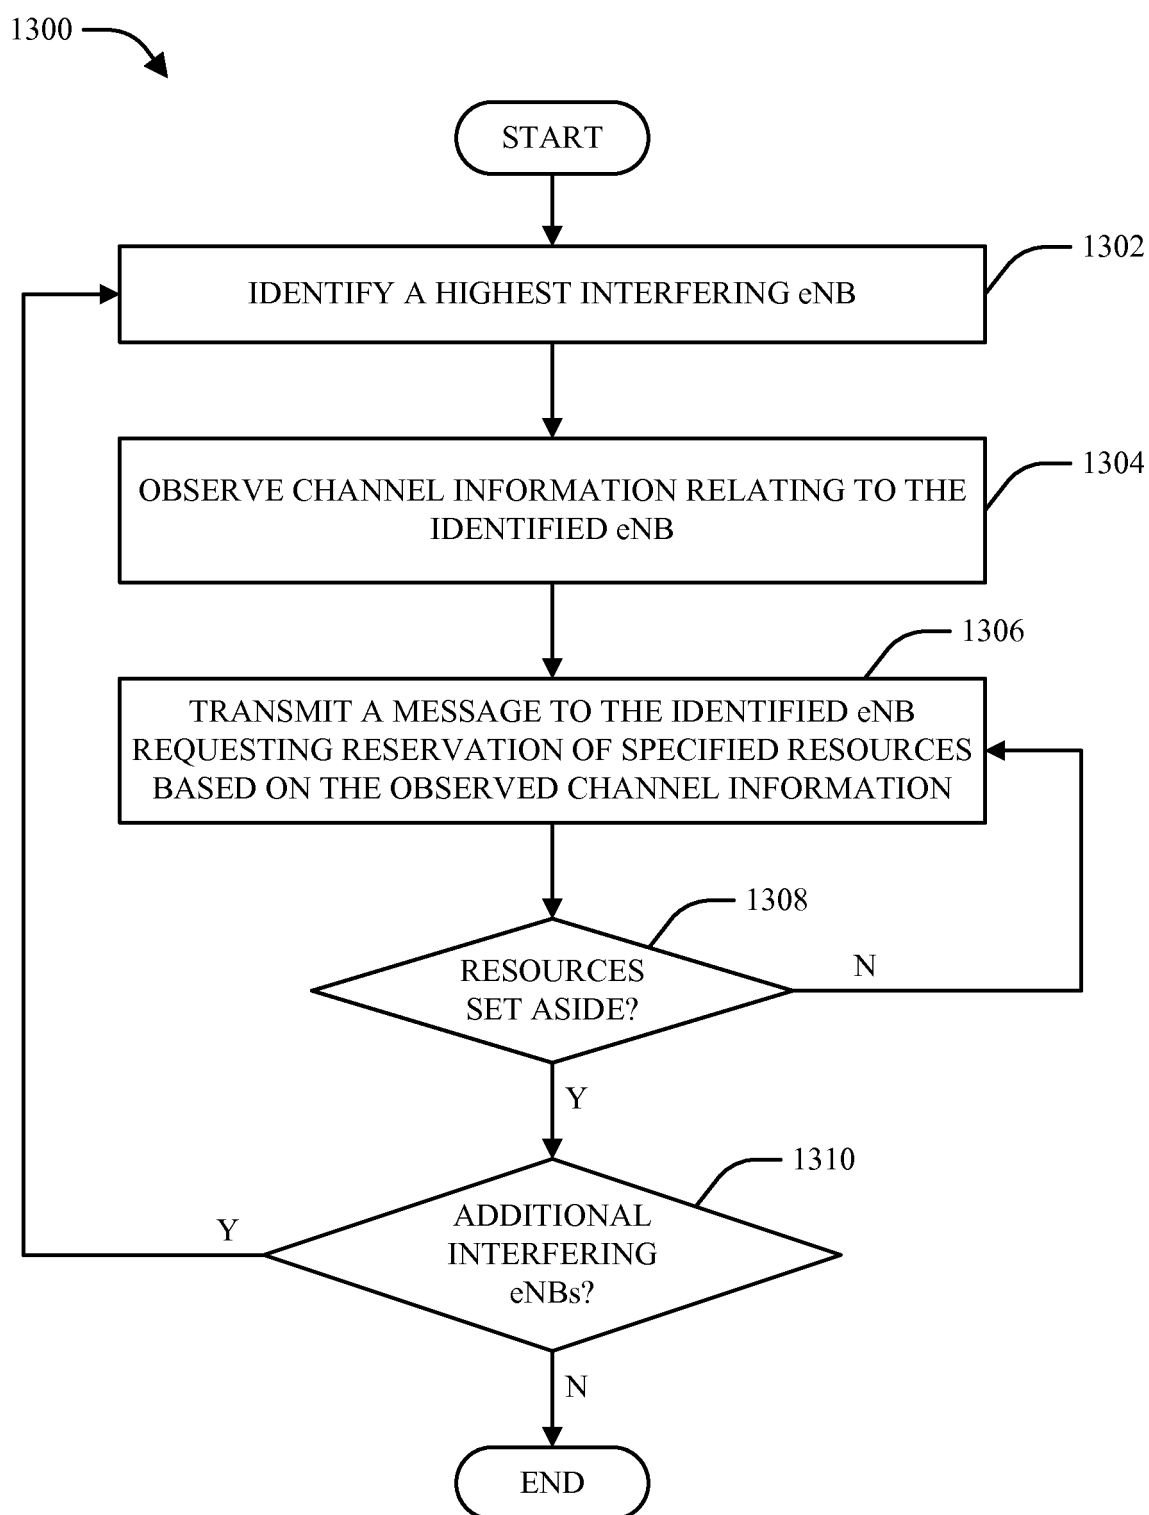 1300
START
1302
IDENTIFY A HIGHEST INTERFERING eNB
1304
OBSERVE CHANNEL INFORMATION RELATING TO THE
IDENTIFIED eNB
1306
TRANSMIT A MESSAGE TO THE IDENTIFIED eNB
REQUESTING RESERVATION OF SPECIFIED RESOURCES
BASED ON THE OBSERVED CHANNEL INFORMATION
1308
RESOURCES
SET ASIDE?
N
Y
1310
ADDITIONAL
INTERFERING
eNBs?
Y
N
END